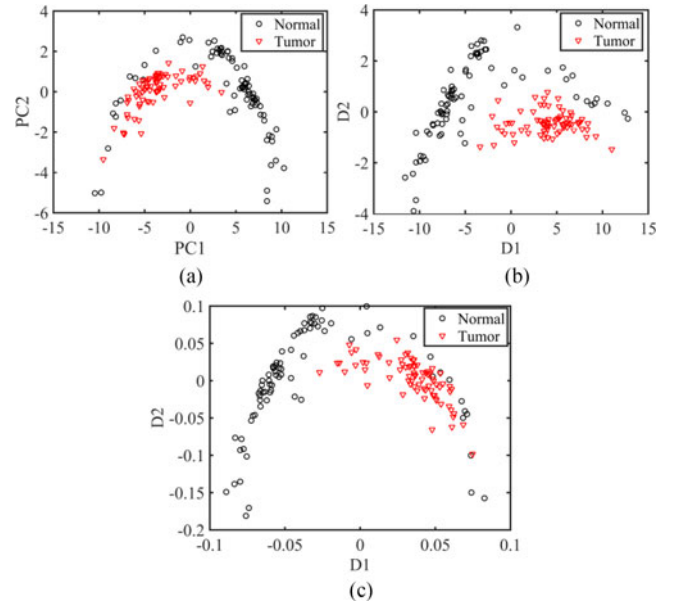 4
2
0
-2
-4
-6
PC2
-15 -10 -5 0 5 10 15
PC1
Normal
Tumor
(a)
4
2
0
-2
-4
D2
-15 -10 -5 0 5 10 15
D1
Normal
Tumor
(b)
0.1
0.05
0
-0.05
-0.1
-0.15
-0.2
D2
-0.1 -0.05 0 0.05 0.1
D1
Normal
Tumor
(c)